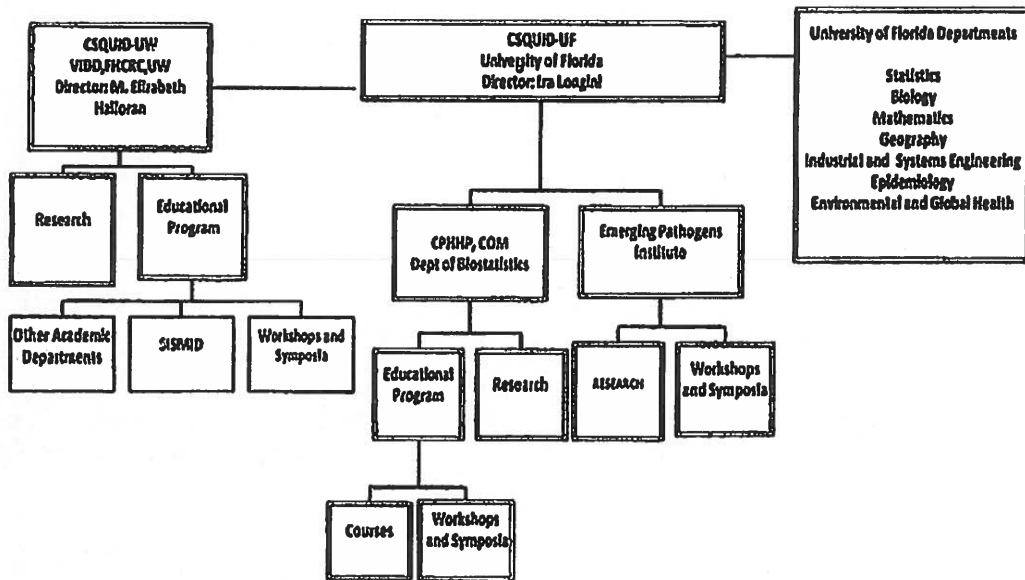 CSQUID-UW
VIDD,FHCRC,UW
Director: M. Elizabeth
Halloran
CSQUID-UF
University of Florida
Director: Ira Longini
University of Florida Departments
Statistics
Biology
Mathematics
Geography
Industrial and Systems Engineering
Epidemiology
Environmental and Global Health
Research
Educational
Program
CPHHP, COM
Dept of Biostatistics
Emerging Pathogens
Institute
Other Academic
Departments
SISMID
Workshops and
Symposia
Educational
Program
Research
RESEARCH
Workshops
and Symposia
Courses
Workshops
and Symposia